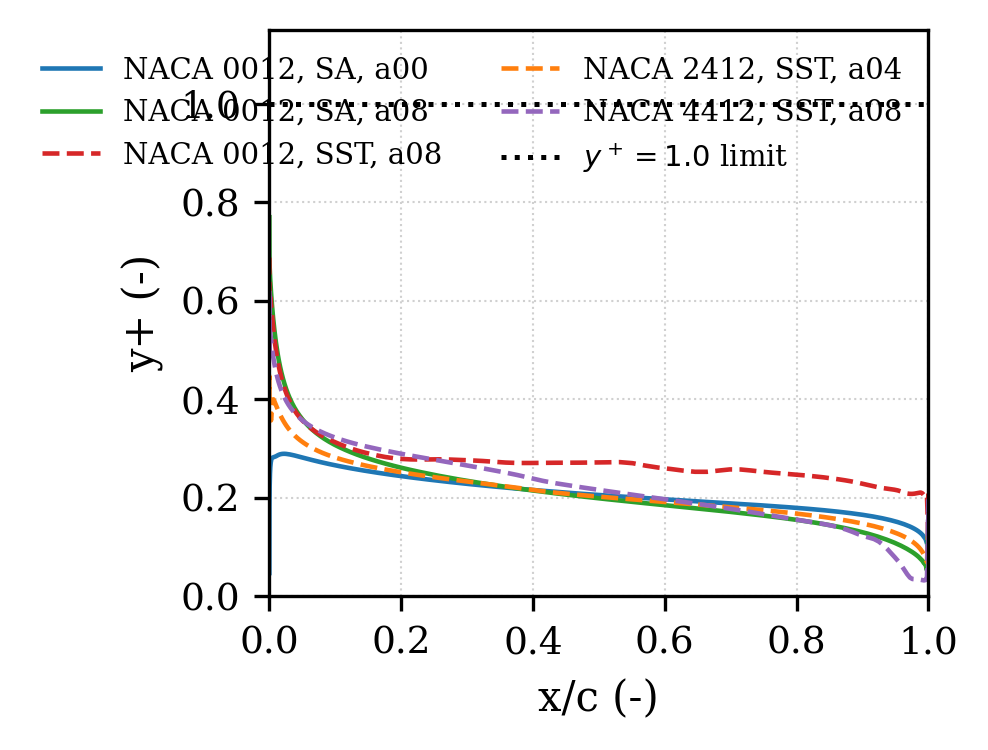 NACA 0012, SA, a00
NACA 0012, SA, a08
NACA 0012, SST, a08
NACA 2412, SST, a04
NACA 4412, SST, a08
y⁺ = 1.0 limit
1.0
0.8
0.6
0.4
0.2
0.0
y+ (-)
0.0 0.2 0.4 0.6 0.8 1.0
x/c (-)